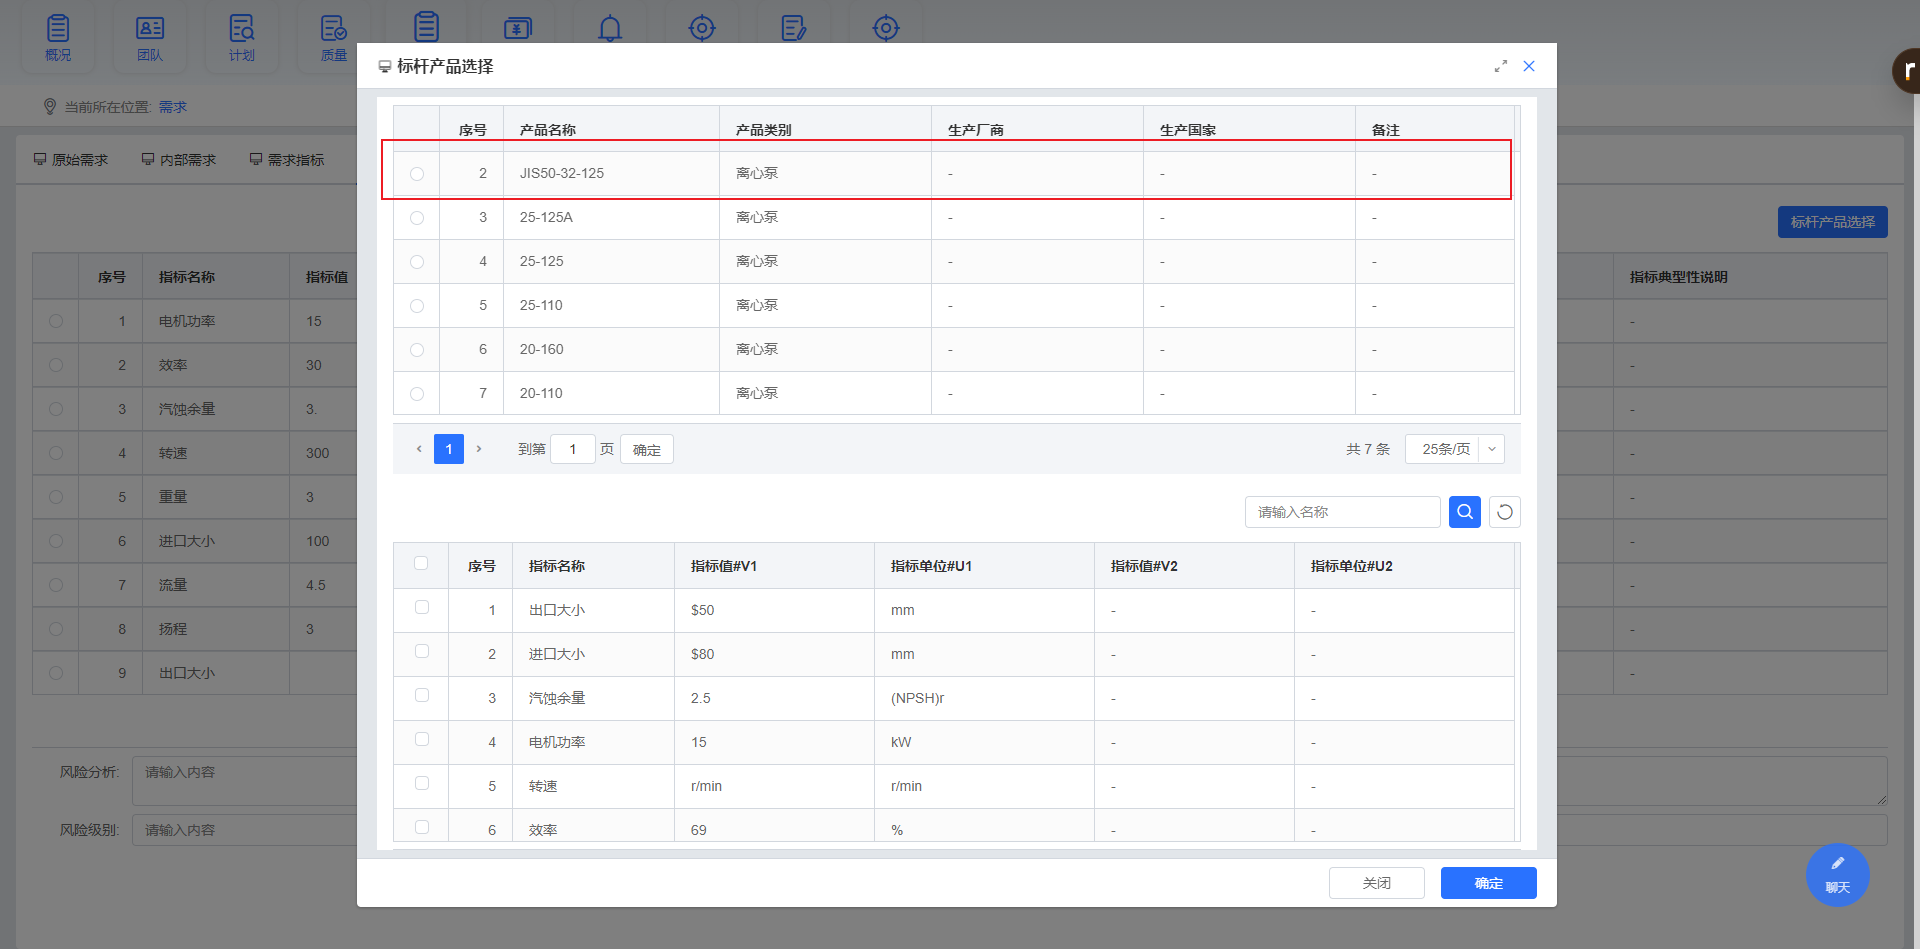 概况 团队 计划 质量
当前所在位置: 需求
原始需求 内部需求 需求指标
标杆产品选择
序号 指标名称 指标值 指标典型性说明
1 电机功率 15 -
2 效率 30 -
3 汽蚀余量 3. -
4 转速 300 -
5 重量 3 -
6 进口大小 100 -
7 流量 4.5 -
8 扬程 3 -
9 出口大小 -
风险分析: 请输入内容
风险级别: 请输入内容
标杆产品选择
序号 产品名称 产品类别 生产厂商 生产国家 备注
2 JIS50-32-125 离心泵 - - -
3 25-125A 离心泵 - - -
4 25-125 离心泵 - - -
5 25-110 离心泵 - - -
6 20-160 离心泵 - - -
7 20-110 离心泵 - - -
1 到第 1 页 确定 共 7 条 25条/页
请输入名称
序号 指标名称 指标值#V1 指标单位#U1 指标值#V2 指标单位#U2
1 出口大小 $50 mm - -
2 进口大小 $80 mm - -
3 汽蚀余量 2.5 (NPSH)r - -
4 电机功率 15 kW - -
5 转速 r/min r/min - -
6 效率 69 % - -
关闭 确定
聊天
r